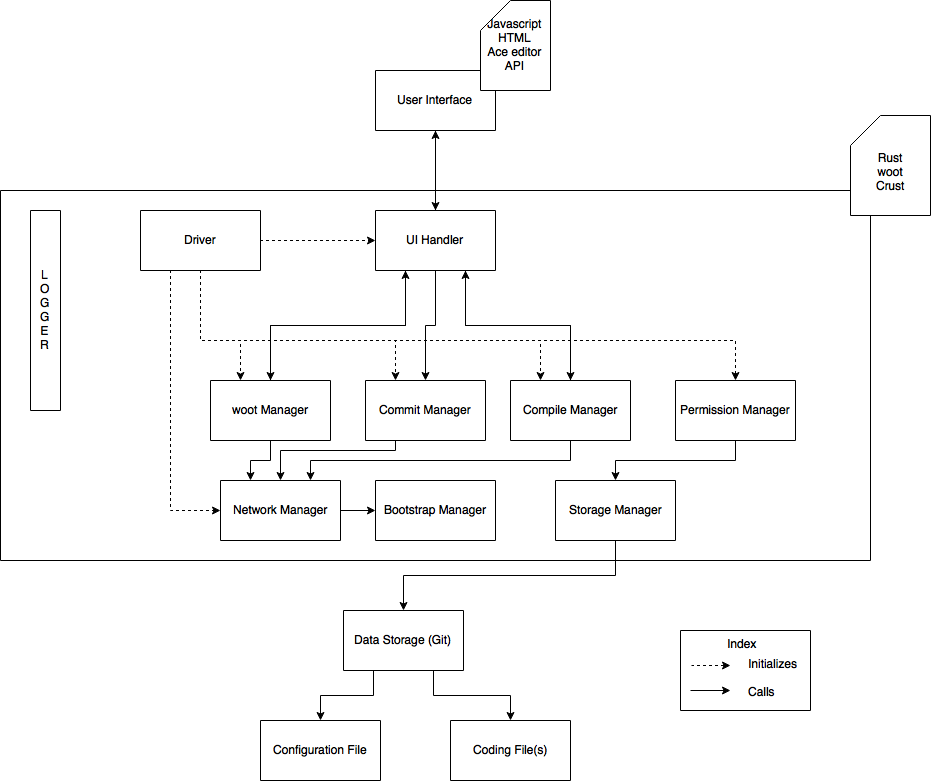 Javascript
HTML
Ace editor
API
User Interface
Rust
woot
Crust
L
O
G
G
E
R
Driver
UI Handler
woot Manager
Commit Manager
Compile Manager
Permission Manager
Network Manager
Bootstrap Manager
Storage Manager
Data Storage (Git)
Index
Initializes
Calls
Configuration File
Coding File(s)